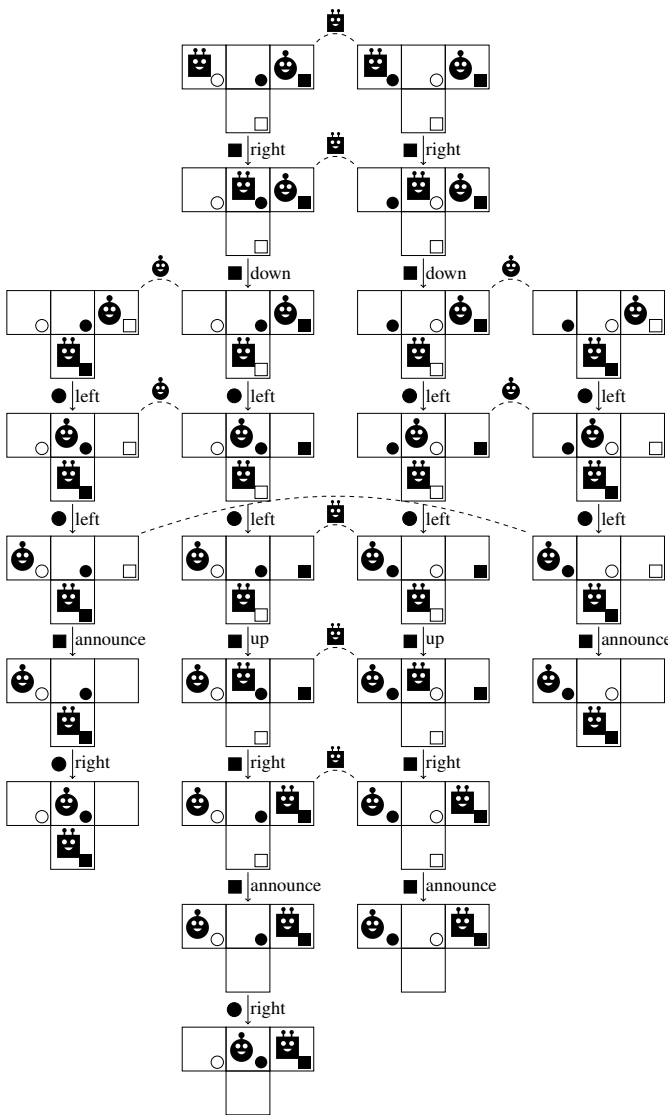 right right
down down
left left left left
left left left left
announce up up announce
right right right
announce announce
right